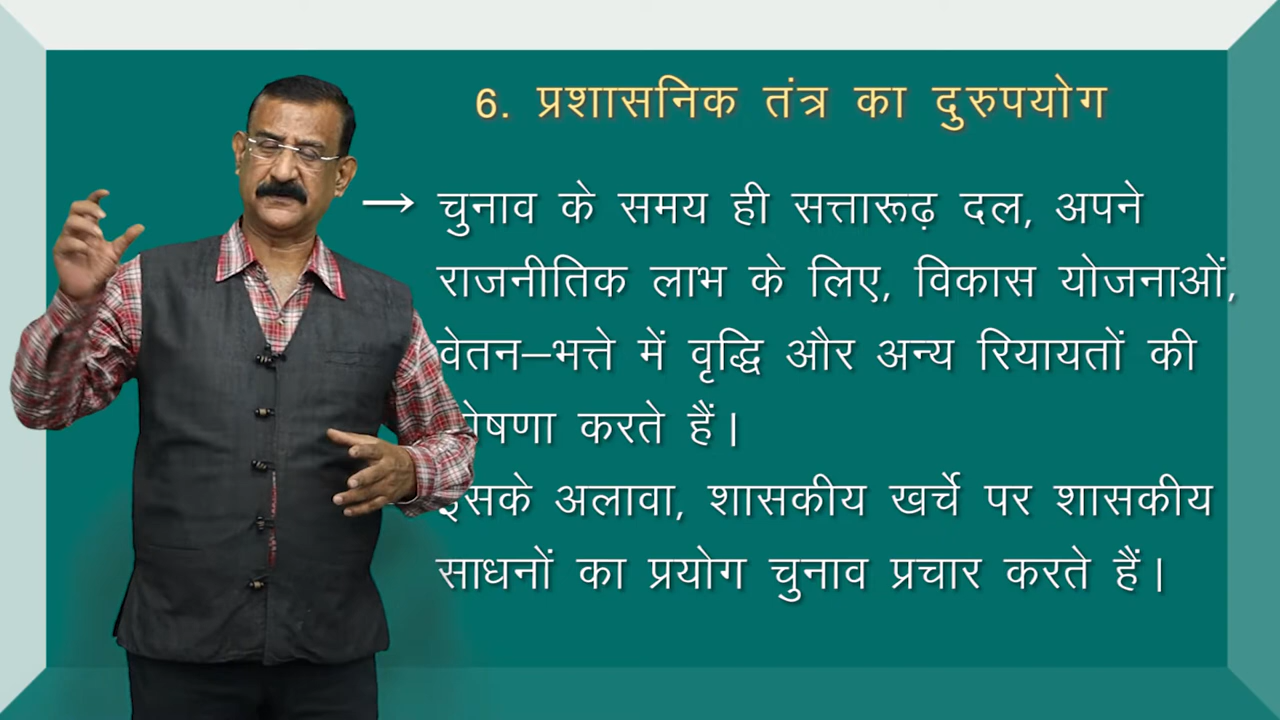 6. प्रशासनिक तंत्र का दुरुपयोग
→ चुनाव के समय ही सत्तारूढ़ दल, अपने
राजनीतिक लाभ के लिए, विकास योजनाओं,
वेतन–भत्ते में वृद्धि और अन्य रियायतों की
करते हैं।
अलावा, शासकीय खर्चे पर शासकीय
साधनों का प्रयोग चुनाव प्रचार करते हैं।